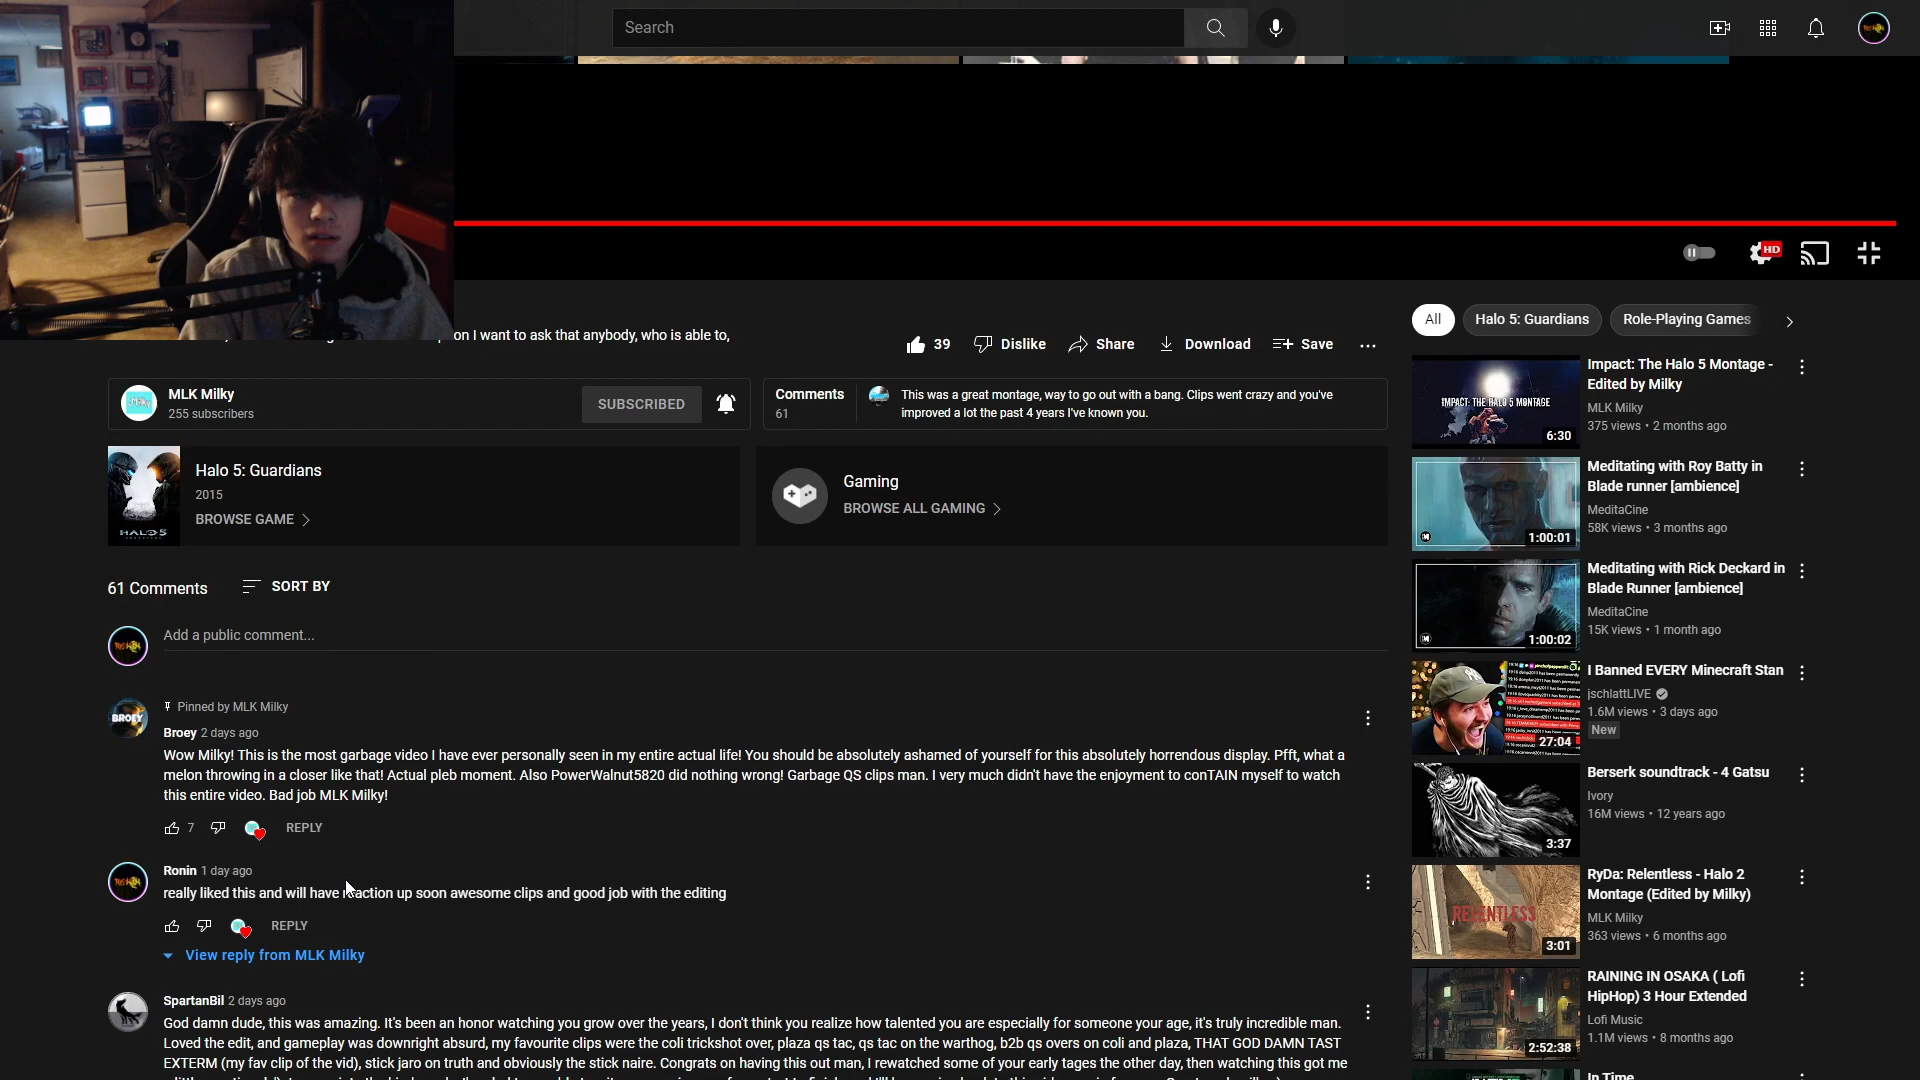 Search
HD
on I want to ask that anybody, who is able to,
39
Dislike
Share
Download
Save
MLK Milky
255 subscribers
SUBSCRIBED
Comments
61
This was a great montage, way to go out with a bang. Clips went crazy and you've
improved a lot the past 4 years I've known you.
Halo 5: Guardians
2015
BROWSE GAME
HALO 5
Gaming
BROWSE ALL GAMING
61 Comments
SORT BY
Add a public comment...
BROEY
Pinned by MLK Milky
Broey 2 days ago
Wow Milky! This is the most garbage video I have ever personally seen in my entire actual life! You should be absolutely ashamed of yourself for this absolutely horrendous display. Pfft, what a
melon throwing in a closer like that! Actual pleb moment. Also PowerWalnut5820 did nothing wrong! Garbage QS clips man. I very much didn't have the enjoyment to conTAIN myself to watch
this entire video. Bad job MLK Milky!
7
REPLY
Ronin 1 day ago
really liked this and will have action up soon awesome clips and good job with the editing
REPLY
View reply from MLK Milky
SpartanBil 2 days ago
God damn dude, this was amazing. It's been an honor watching you grow over the years, I don't think you realize how talented you are especially for someone your age, it's truly incredible man.
Loved the edit, and gameplay was downright absurd, my favourite clips were the coli trickshot over, plaza qs tac, qs tac on the warthog, b2b qs overs on coli and plaza, THAT GOD DAMN TAST
EXTERM (my fav clip of the vid), stick jaro on truth and obviously the stick naire. Congrats on having this out man, I rewatched some of your early tages the other day, then watching this got me
All
Halo 5: Guardians
Role-Playing Games
IMPACT: THE HALO 5 MONTAGE
6:30
Impact: The Halo 5 Montage -
Edited by Milky
MLK Milky
375 views • 2 months ago
1:00:01
Meditating with Roy Batty in
Blade runner [ambience]
MeditaCine
58K views • 3 months ago
1:00:02
Meditating with Rick Deckard in
Blade Runner [ambience]
MeditaCine
15K views • 1 month ago
27:04
I Banned EVERY Minecraft Stan
jschlattLIVE
1.6M views • 3 days ago
New
3:37
Berserk soundtrack - 4 Gatsu
Ivory
16M views • 12 years ago
RELENTLESS
3:01
RyDa: Relentless - Halo 2
Montage (Edited by Milky)
MLK Milky
363 views • 6 months ago
2:52:38
RAINING IN OSAKA ( Lofi
HipHop) 3 Hour Extended
Lofi Music
1.1M views • 8 months ago
In Time